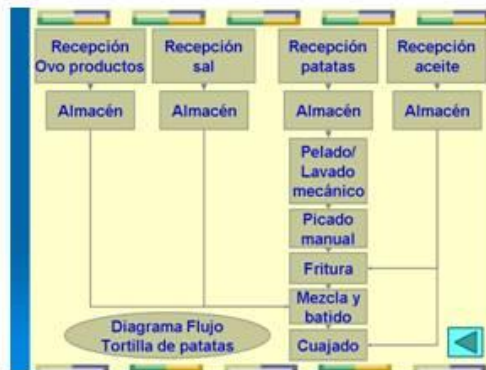 Recepción
Ovo productos
Recepción
sal
Recepción
patatas
Recepción
aceite
Almacén
Almacén
Almacén
Almacén
Pelado/
Lavado
mecánico
Picado
manual
Fritura
Mezcla y
batido
Cuajado
Diagrama Flujo
Tortilla de patatas